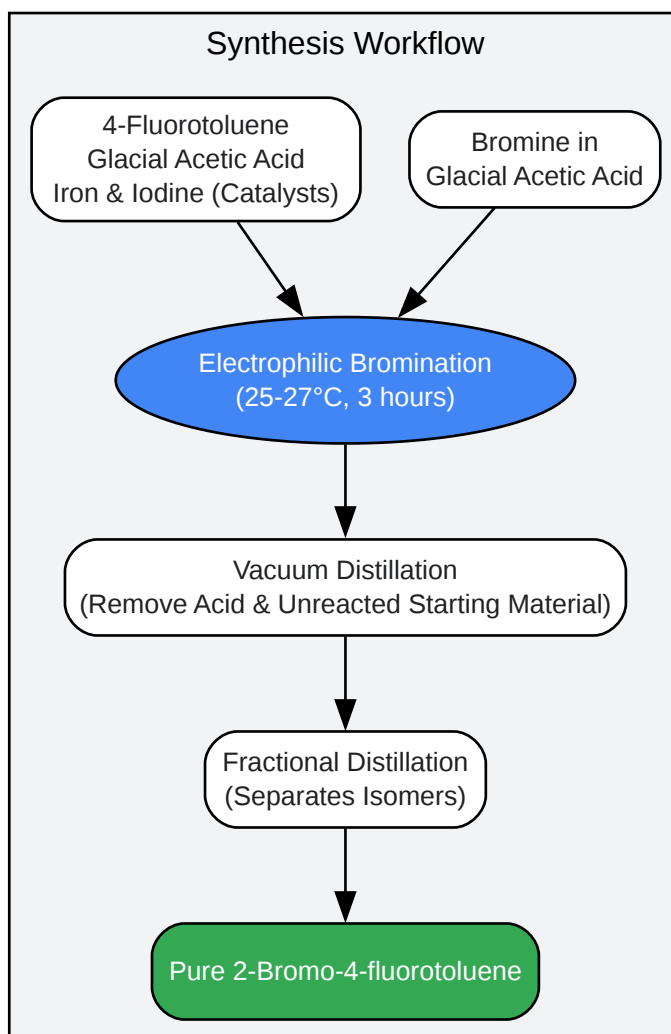 Synthesis Workflow
4-Fluorotoluene
Glacial Acetic Acid
Iron & Iodine (Catalysts)
Bromine in
Glacial Acetic Acid
Electrophilic Bromination
(25-27°C, 3 hours)
Vacuum Distillation
(Remove Acid & Unreacted Starting Material)
Fractional Distillation
(Separates Isomers)
Pure 2-Bromo-4-fluorotoluene